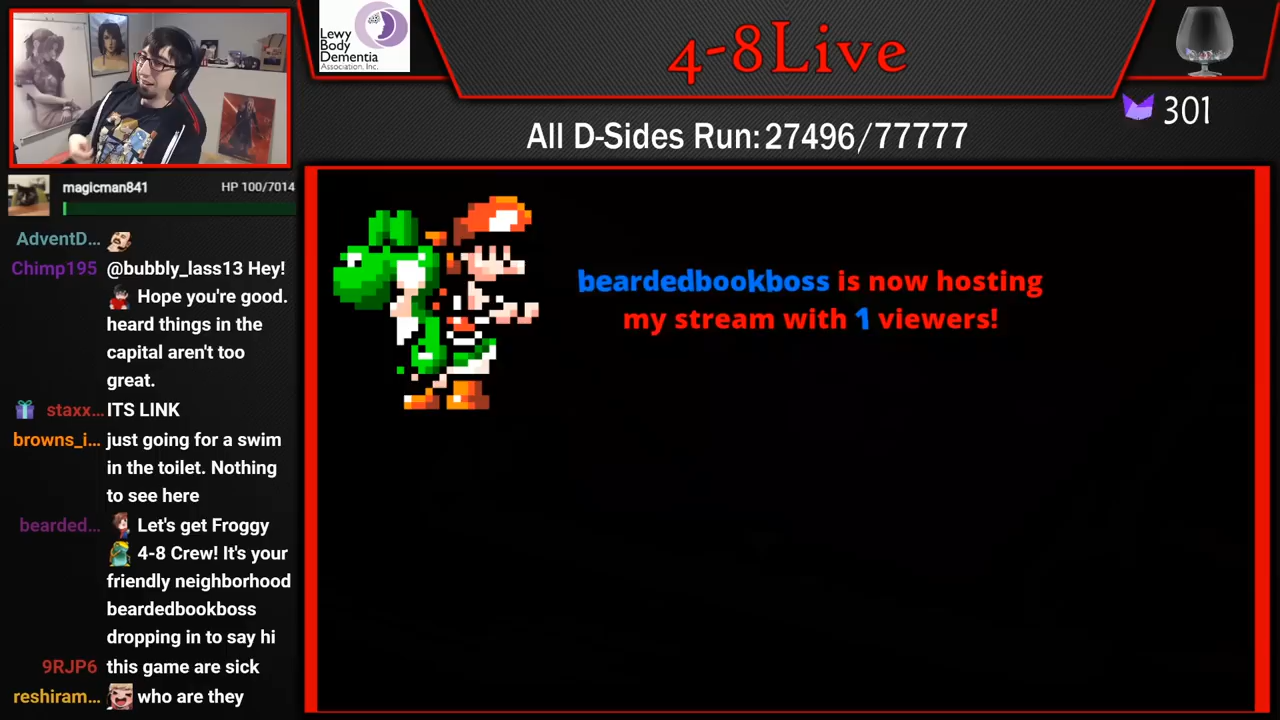 Lewy
Body
Dementia
Association, Inc.
4-8Live
301
All D-Sides Run:27496/77777
magicman841 HP 100/7014
AdventD...
Chimp195 @bubbly_lass13 Hey!
Hope you're good.
heard things in the
capital aren't too
great.
staxx... ITS LINK
browns_i... just going for a swim
in the toilet. Nothing
to see here
bearded... Let's get Froggy
4-8 Crew! It's your
friendly neighborhood
beardedbookboss
dropping in to say hi
9RJP6 this game are sick
reshiram... who are they
beardedbookboss is now hosting
my stream with 1 viewers!